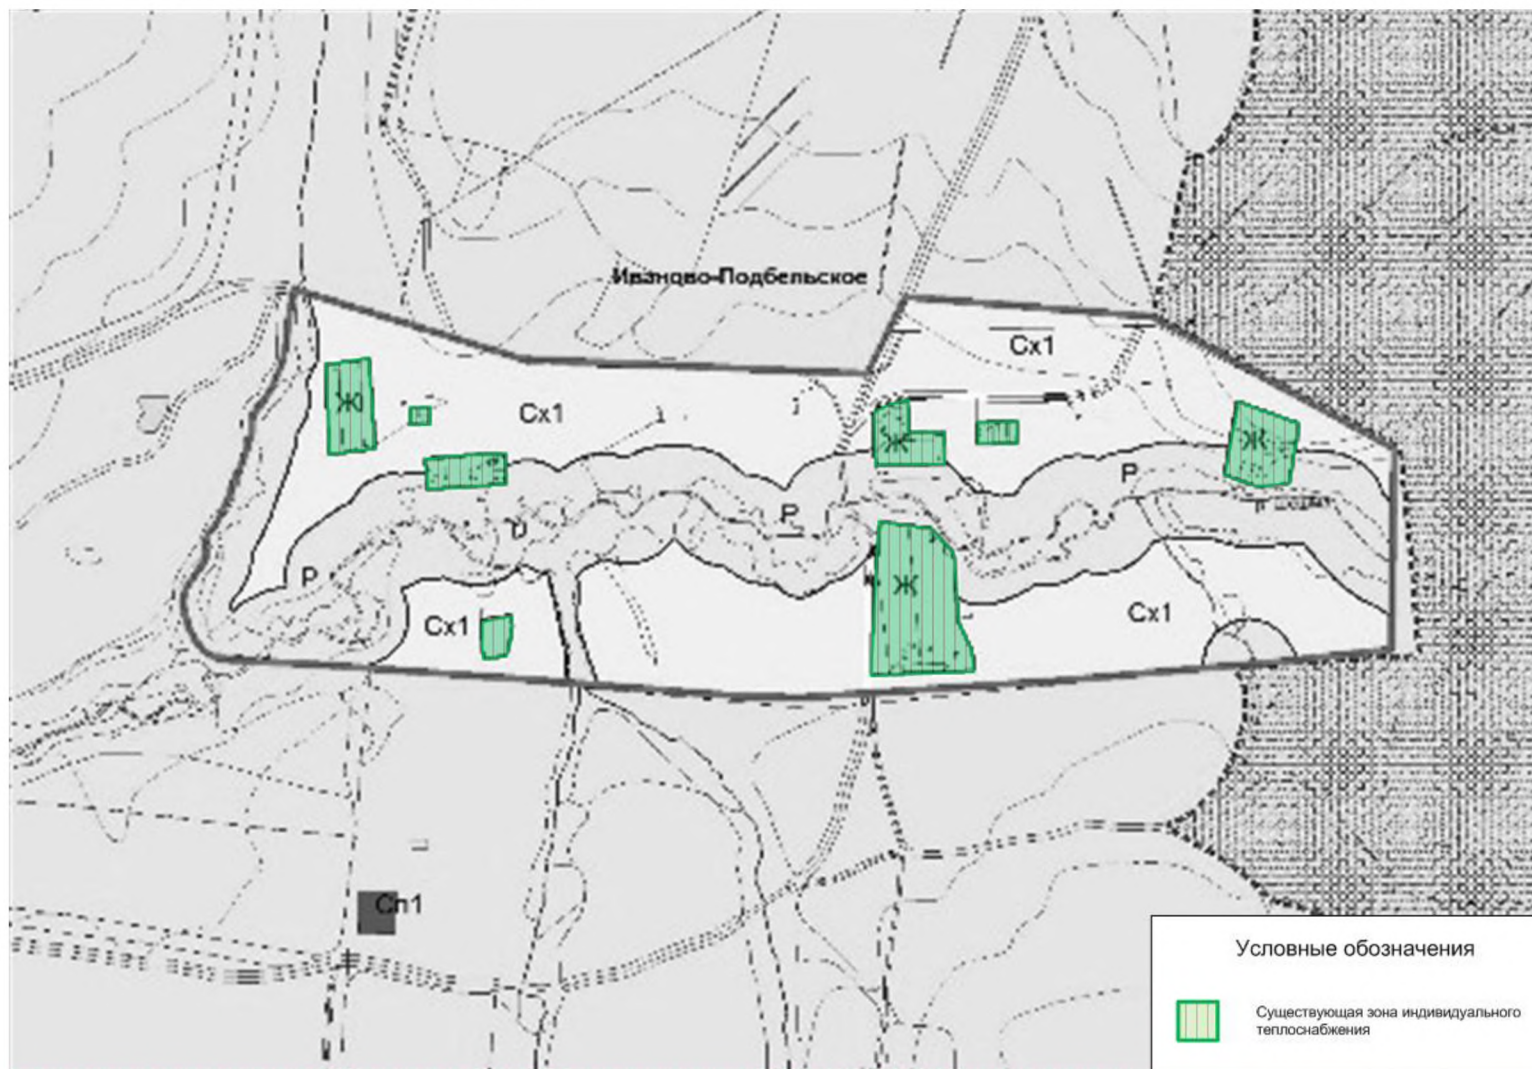 Иваново-Подбельское
Сх1
Ж
Сх1
Ж
Ж
Р
Р
Р
Ж
Сх1
Сх1
Сп1
Условные обозначения
Существующая зона индивидуального
теплоснабжения